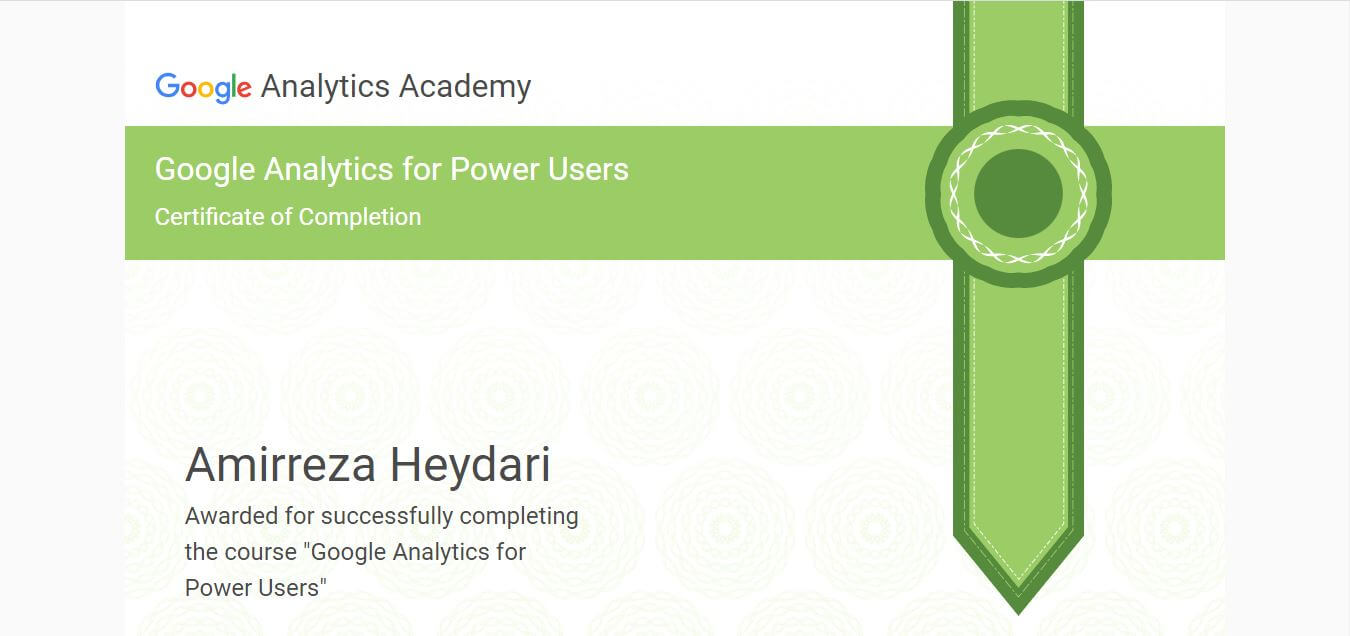 Google Analytics Academy
Google Analytics for Power Users
Certificate of Completion
Amirreza Heydari
Awarded for successfully completing
the course "Google Analytics for
Power Users"